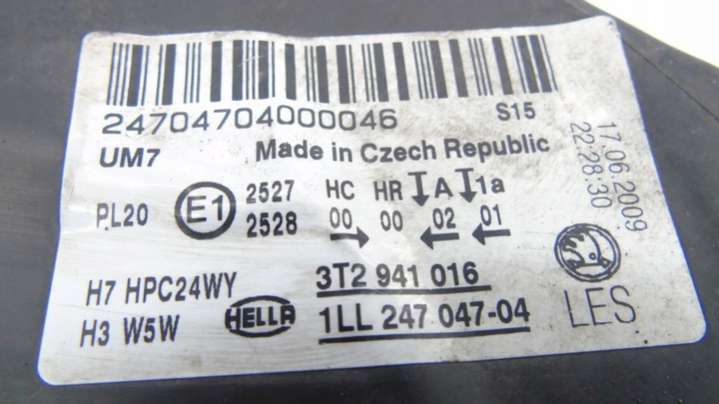 24704704000046 S15
UM7 Made in Czech Republic
PL20 E1 2527 HC HR A 1a
2528 00 00 02 01
H7 HPC24WY 3T2 941 016
H3 W5W HELLA 1LL 247 047-04
LES
17.06.2009
22:28:30